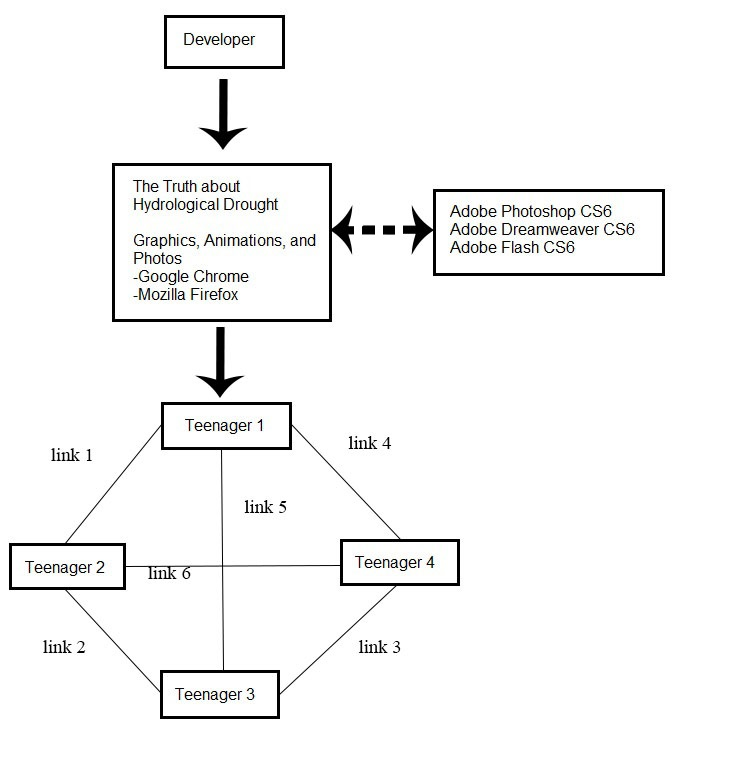 Developer
The Truth about
Hydrological Drought
Graphics, Animations, and
Photos
-Google Chrome
-Mozilla Firefox
Adobe Photoshop CS6
Adobe Dreamweaver CS6
Adobe Flash CS6
Teenager 1
link 1
link 4
link 5
Teenager 2
link 6
Teenager 4
link 2
link 3
Teenager 3